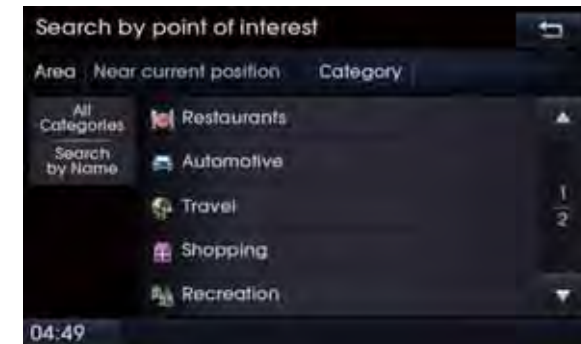 Search by point of interest
Area Near current position Category
All
Categories
Search
by Name
Restaurants
Automotive
Travel
Shopping
Recreation
1
2
04:49